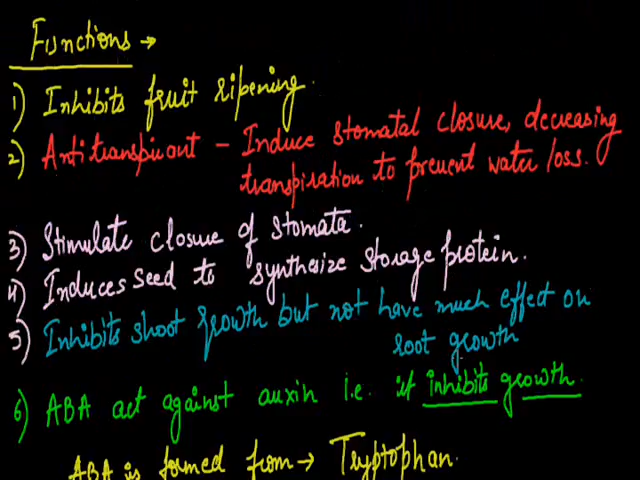 Functions →
1) Inhibits fruit ripening.
2) Antitranspirant - Induce stomatal closure, decreasing
transpiration to prevent water loss.
3) Stimulate closure of stomata.
4) Induces seed to synthesize storage protein.
5) Inhibits shoot growth but not have much effect on
root growth
6) ABA act against auxin i.e. it inhibits growth.
ABA is formed from → Tryptophan.